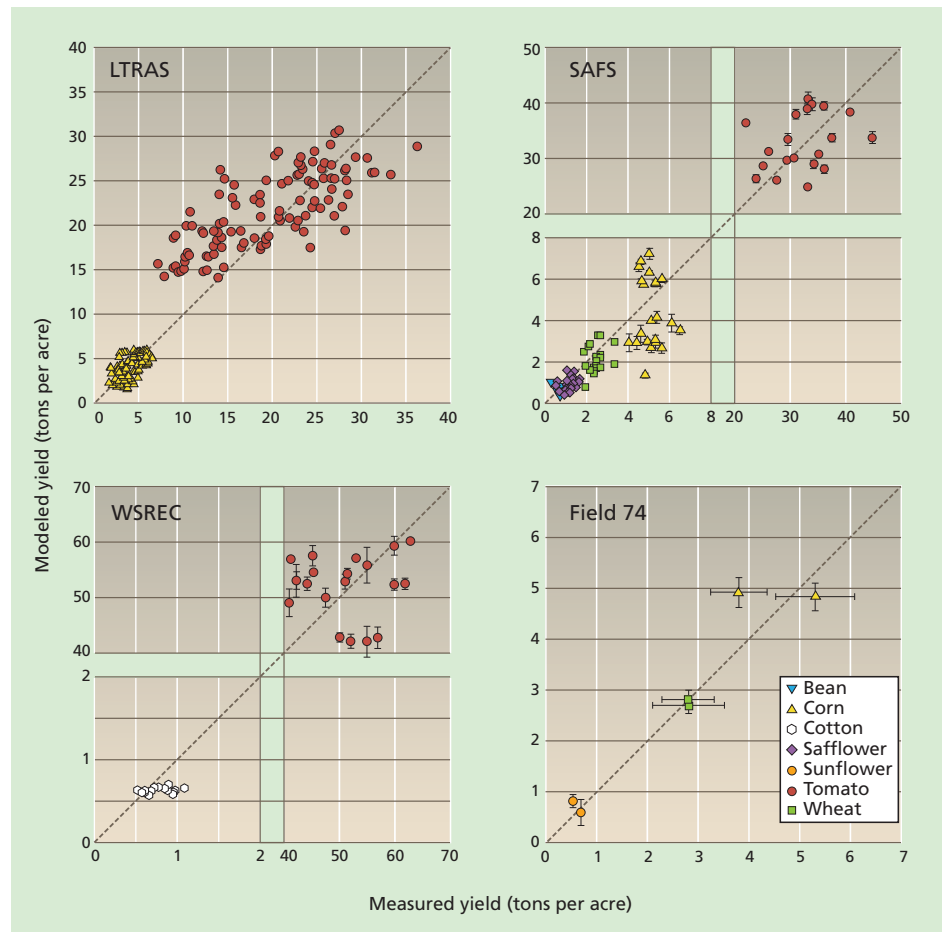 Modeled yield (tons per acre)
LTRAS
40
35
30
25
20
15
10
5
0
0 5 10 15 20 25 30 35 40
SAFS
50
40
30
20
8
6
4
2
0
0 2 4 6 8 20 30 40 50
WSREC
70
60
50
40
2
1
0
0 1 2 40 50 60 70
Field 74
7
6
5
4
3
2
1
0
0 1 2 3 4 5 6 7
Bean
Corn
Cotton
Safflower
Sunflower
Tomato
Wheat
Measured yield (tons per acre)